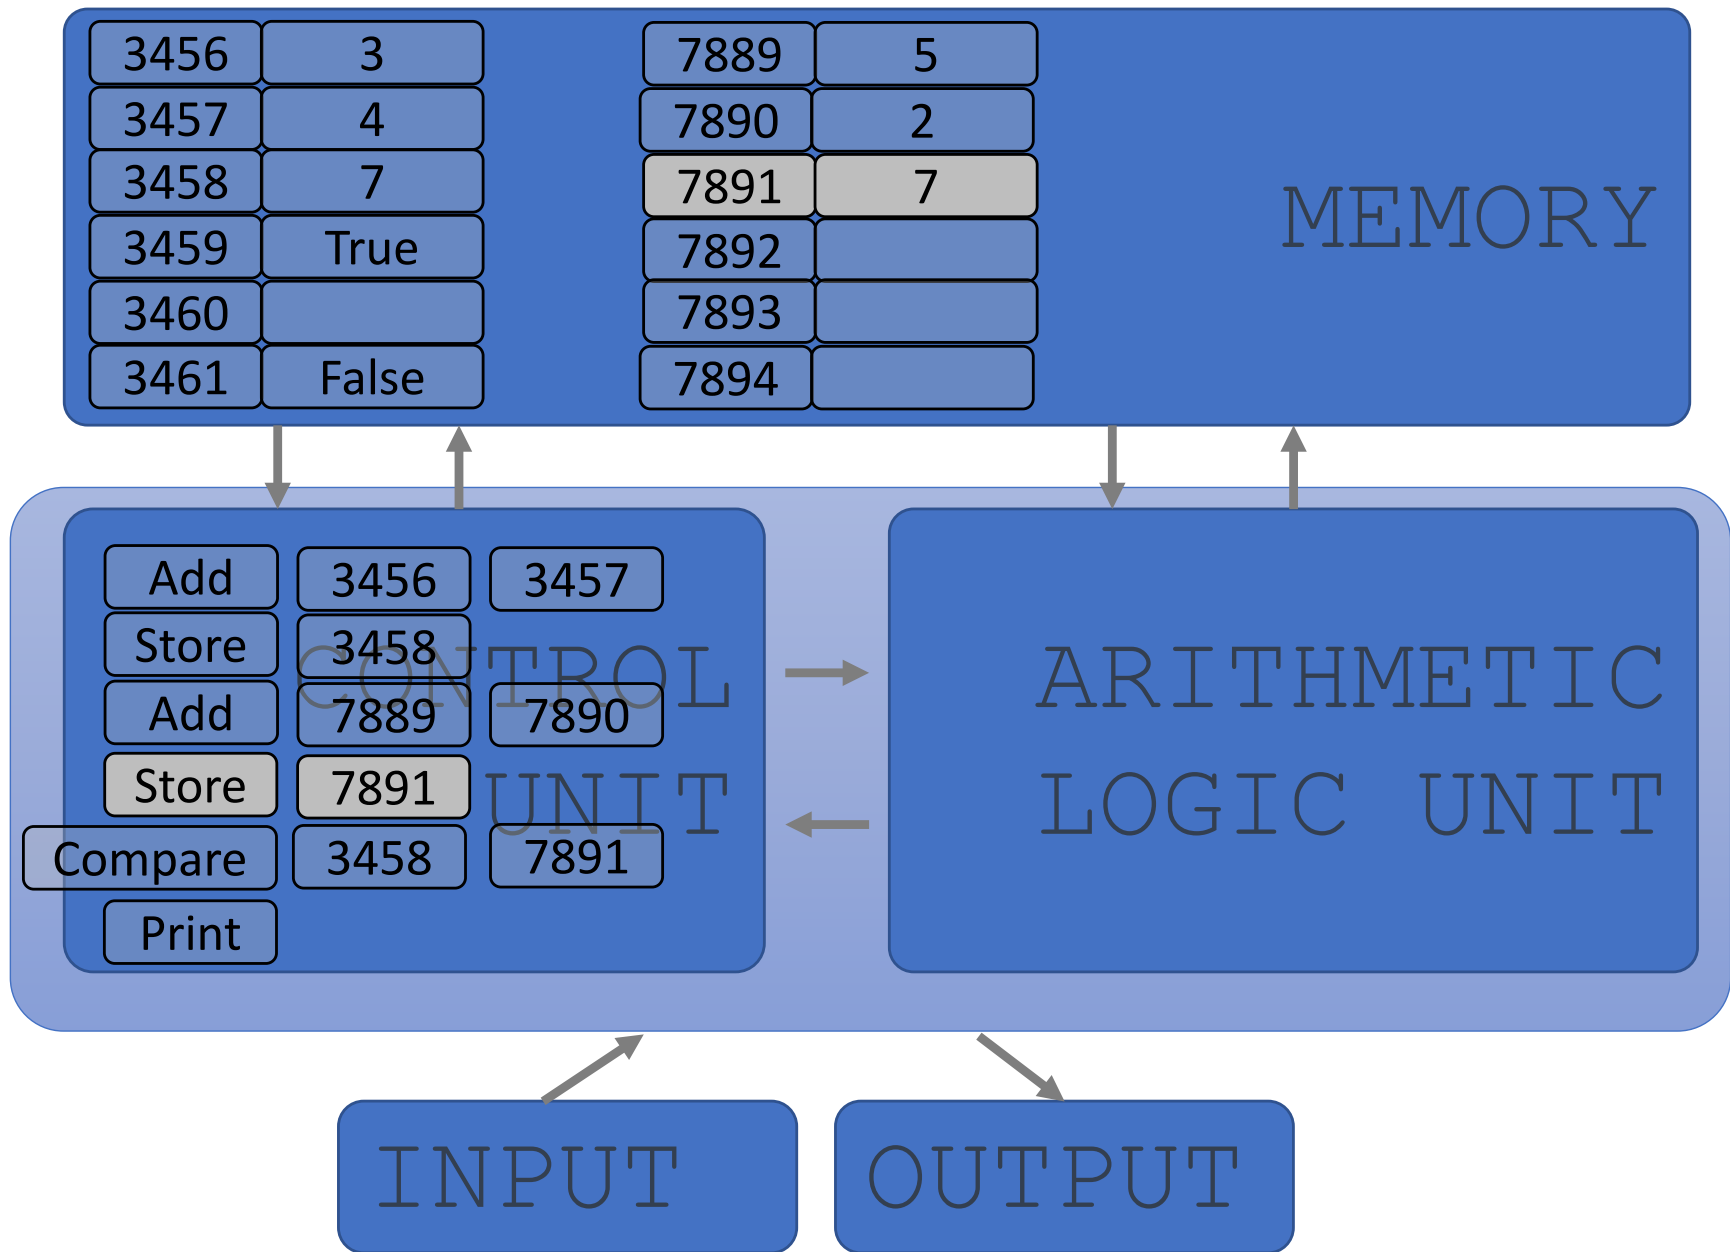 3456 3
3457 4
3458 7
3459 True
3460
3461 False
7889 5
7890 2
7891 7
7892
7893
7894
MEMORY
Add 3456 3457
Store 3458
Add 7889 7890
Store 7891
Compare 3458 7891
Print
CONTROL
UNIT
ARITHMETIC
LOGIC UNIT
INPUT
OUTPUT